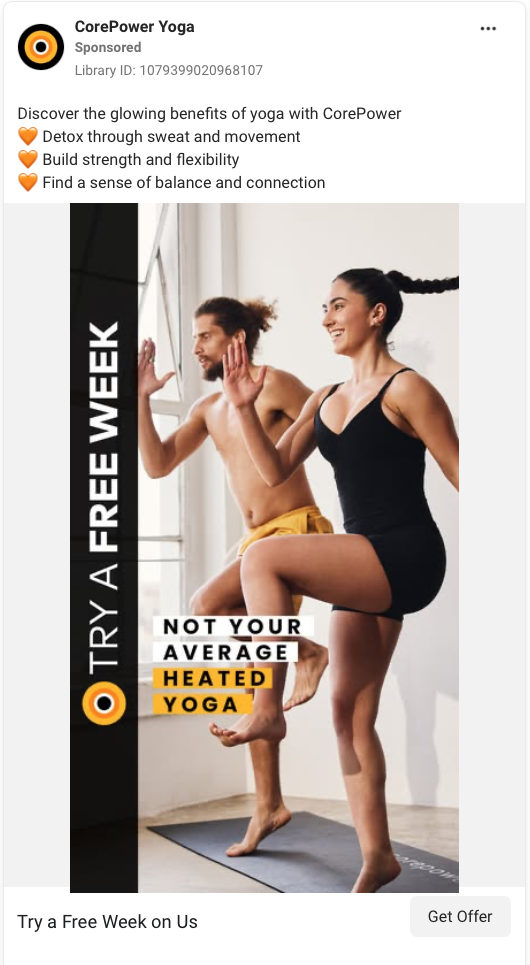 CorePower Yoga
Sponsored
Library ID: 1079399020968107
Discover the glowing benefits of yoga with CorePower
🧡 Detox through sweat and movement
🧡 Build strength and flexibility
🧡 Find a sense of balance and connection
TRY A FREE WEEK
NOT YOUR
AVERAGE
HEATED
YOGA
corepowe
Try a Free Week on Us
Get Offer